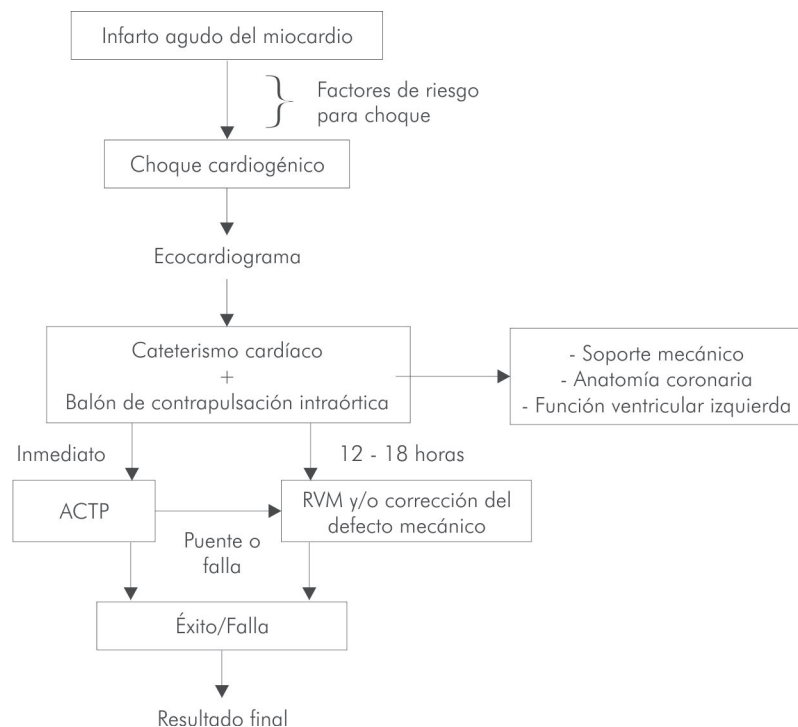 Infarto agudo del miocardio
Factores de riesgo
para choque
Choque cardiogénico
Ecocardiograma
Cateterismo cardíaco
+
Balón de contrapulsación intraórtica
- Soporte mecánico
- Anatomía coronaria
- Función ventricular izquierda
Inmediato
12 - 18 horas
ACTP
RVM y/o corrección del
defecto mecánico
Puente o
falla
Éxito/Falla
Resultado final